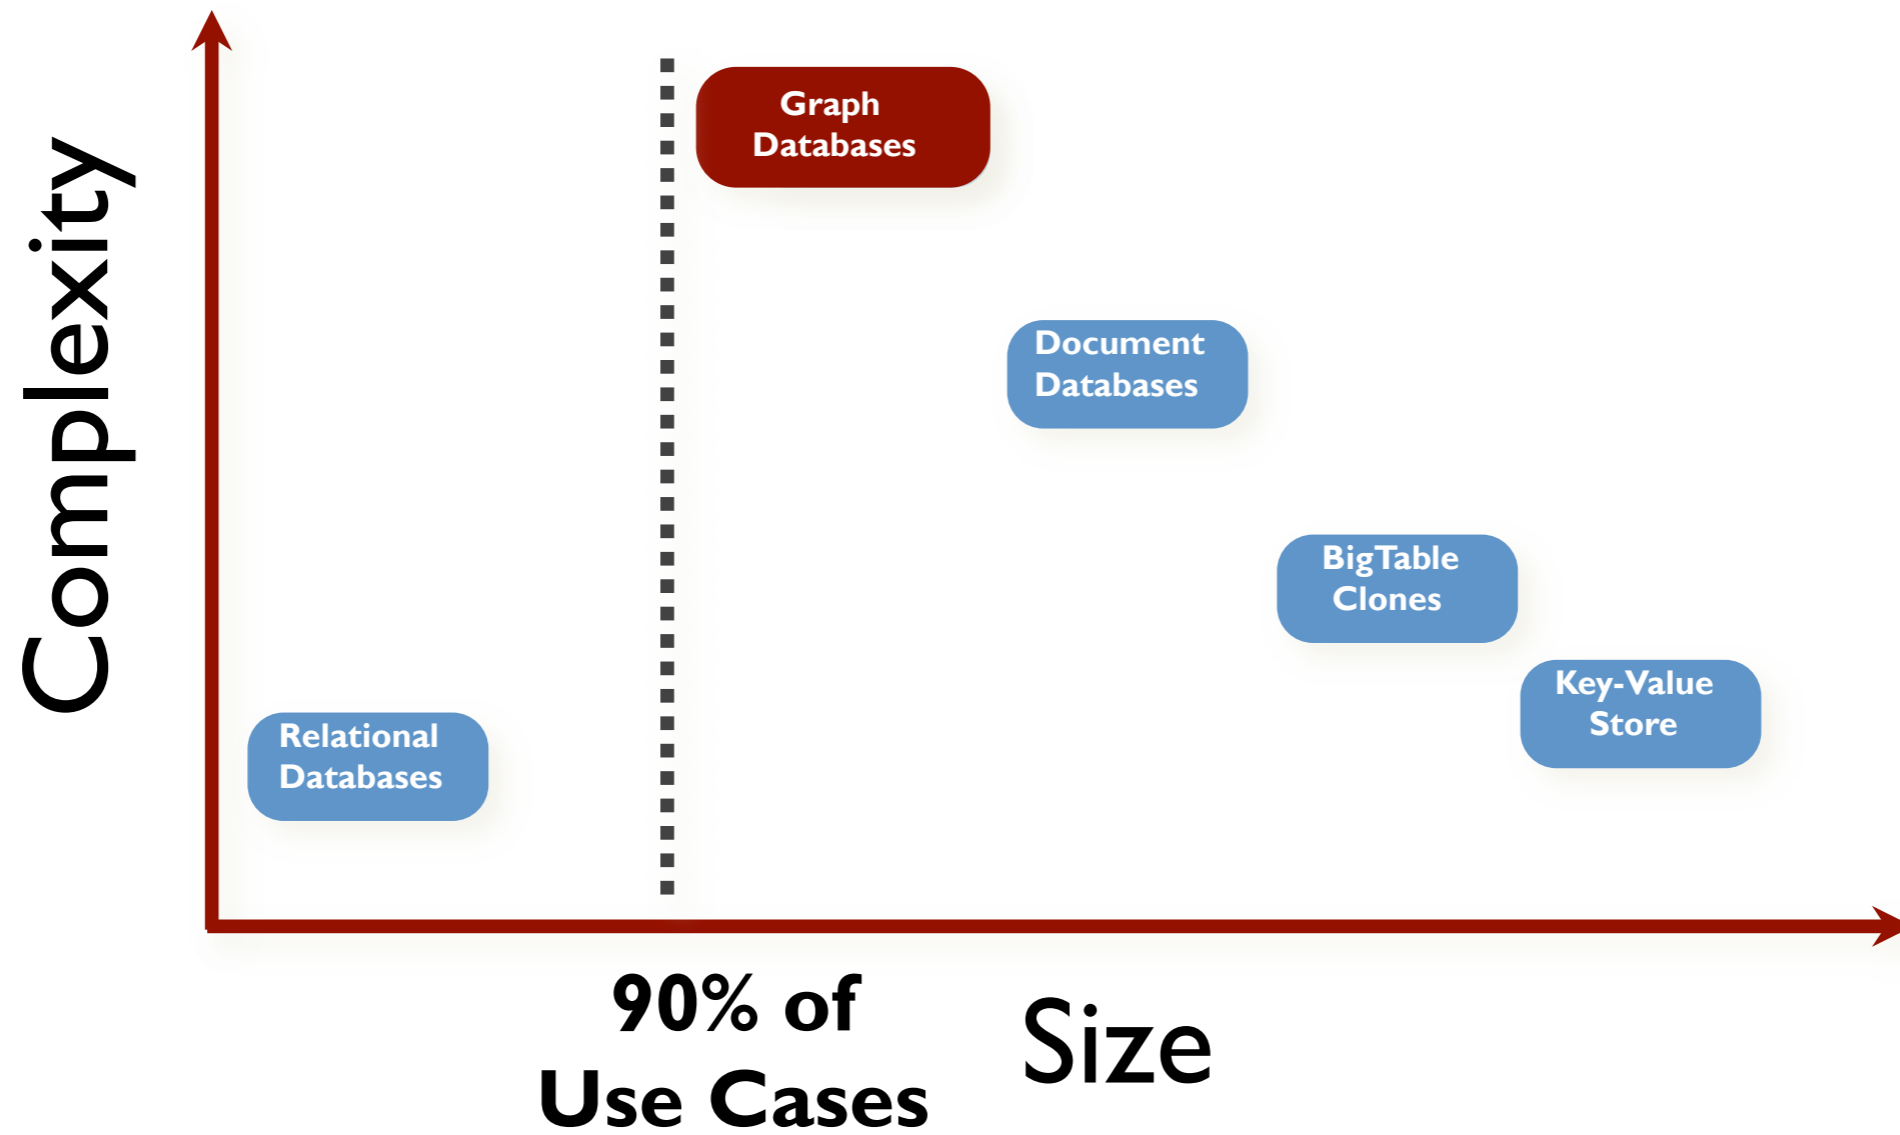 Complexity
Graph
Databases
Document
Databases
BigTable
Clones
Key-Value
Store
Relational
Databases
90% of
Use Cases
Size